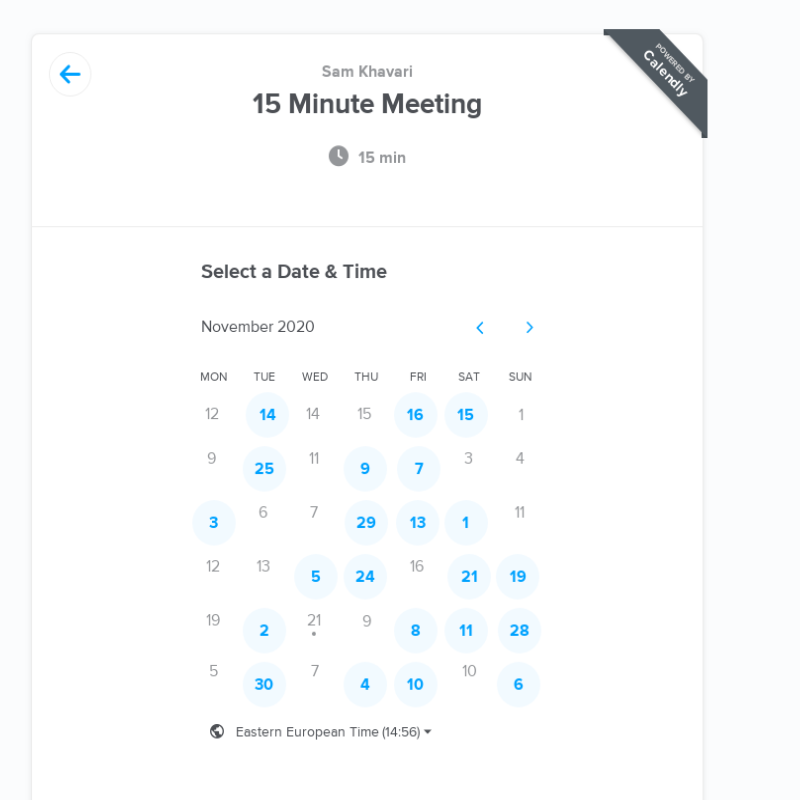 POWERED BY
Calendly
Sam Khavari
15 Minute Meeting
15 min
Select a Date & Time
November 2020
MON TUE WED THU FRI SAT SUN
12 14 14 15 16 15 1
9 25 11 9 7 3 4
3 6 7 29 13 1 11
12 13 5 24 16 21 19
19 2 21 9 8 11 28
5 30 7 4 10 10 6
Eastern European Time (14:56)